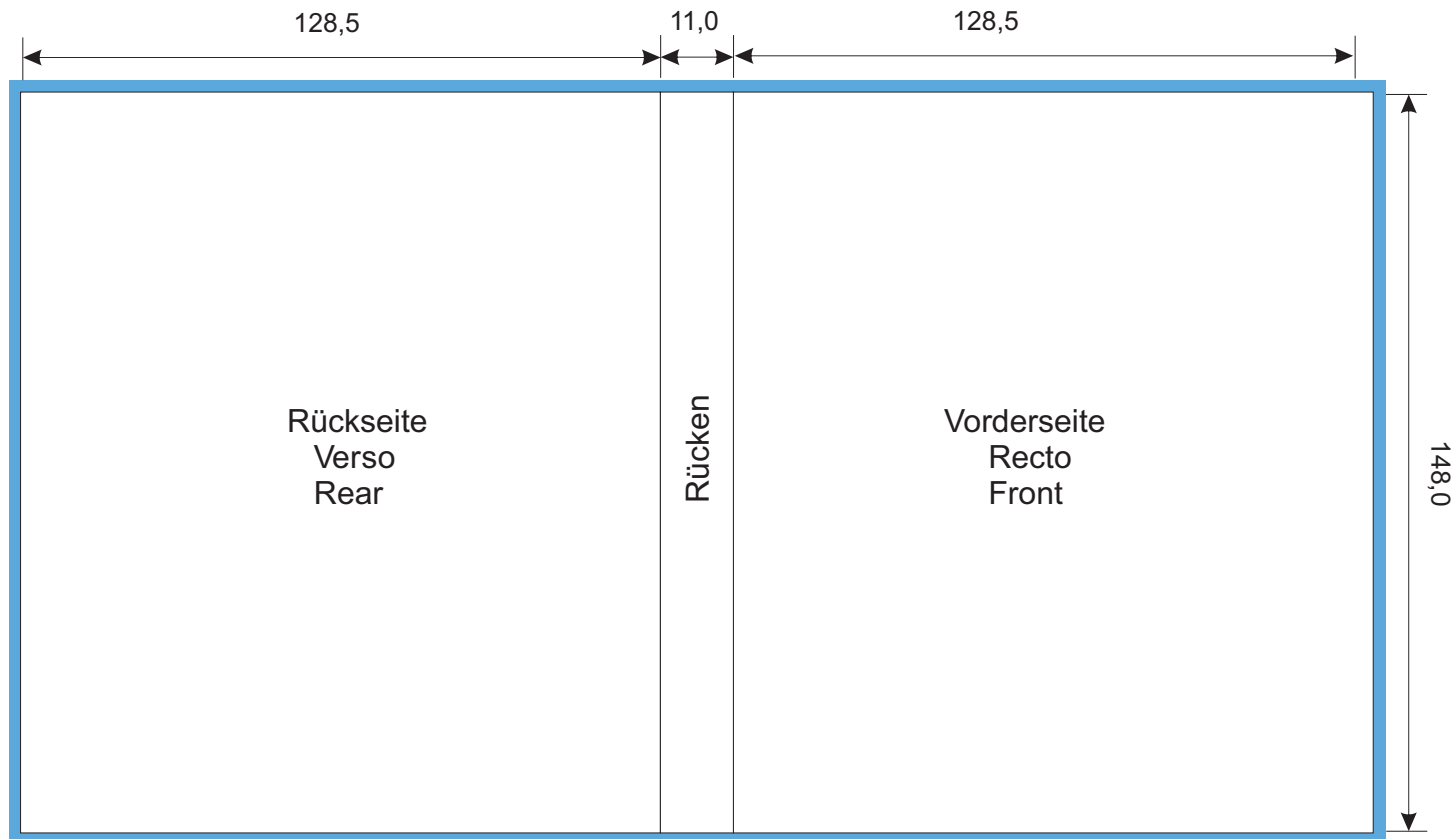 128,5
11,0
128,5
Rückseite
Verso
Rear
Rücken
Vorderseite
Recto
Front
148,0